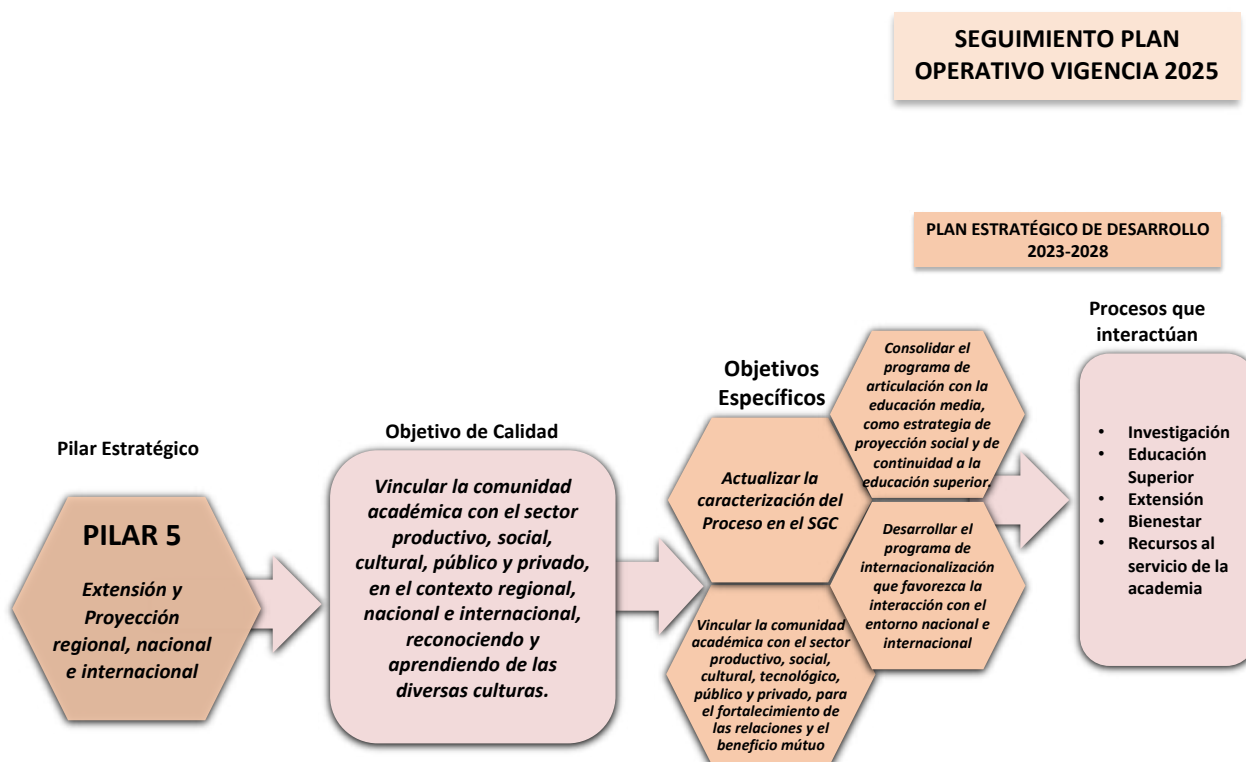 SEGUIMIENTO PLAN
OPERATIVO VIGENCIA 2025
PLAN ESTRATÉGICO DE DESARROLLO
2023-2028
Pilar Estratégico
PILAR 5
Extensión y
Proyección
regional, nacional
e internacional
Objetivo de Calidad
Vincular la comunidad
académica con el sector
productivo, social,
cultural, público y privado,
en el contexto regional,
nacional e internacional,
reconociendo y
aprendiendo de las
diversas culturas.
Objetivos
Específicos
Consolidar el
programa de
articulación con la
educación media,
como estrategia de
proyección social y de
continuidad a la
educación superior.
Actualizar la
caracterización del
Proceso en el SGC
Desarrollar el
programa de
internacionalización
que favorezca la
interacción con el
entorno nacional e
internacional
Vincular la comunidad
académica con el sector
productivo, social,
cultural, tecnológico,
público y privado, para
el fortalecimiento de
las relaciones y el
beneficio mútuo
Procesos que
interactúan
• Investigación
• Educación
Superior
• Extensión
• Bienestar
• Recursos al
servicio de la
academia